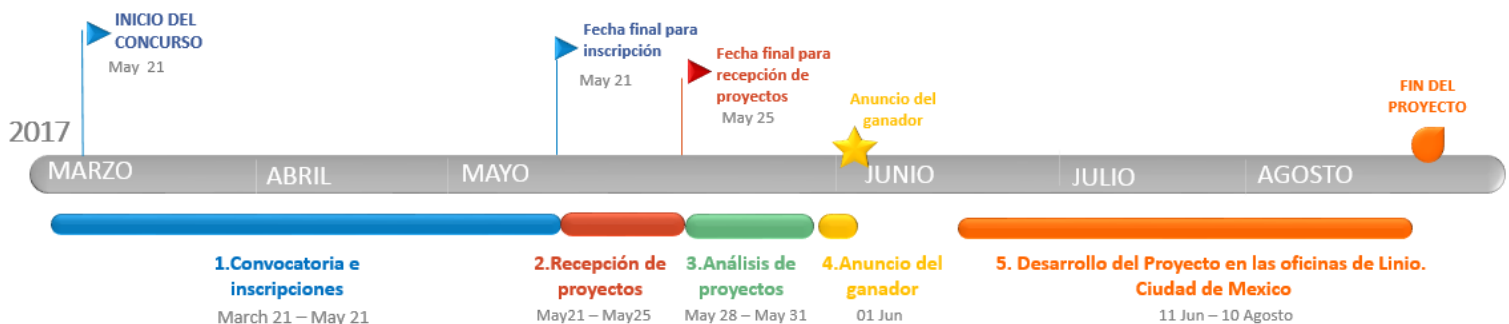 INICIO DEL
CONCURSO
May 21
Fecha final para
inscripción
May 21
Fecha final para
recepción de
proyectos
May 25
Anuncio del
ganador
FIN DEL
PROYECTO
2017
MARZO
ABRIL
MAYO
JUNIO
JULIO
AGOSTO
1.Convocatoria e
inscripciones
March 21 – May 21
2.Recepción de
proyectos
May21 – May25
3.Análisis de
proyectos
May 28 – May 31
4.Anuncio del
ganador
01 Jun
5. Desarrollo del Proyecto en las oficinas de Linio.
Ciudad de Mexico
11 Jun – 10 Agosto